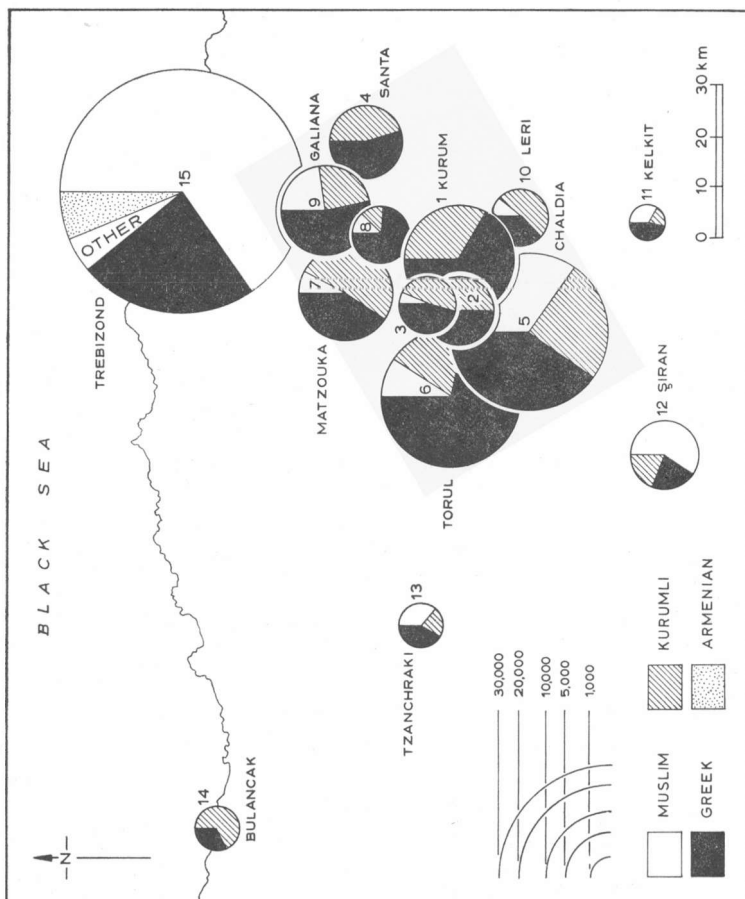 BLACK SEA
–N–
TREBIZOND
OTHER
15
14
BULANCAK
GALIANA
9
4
SANTA
8
MATZOUKA
7
1 KURUM
3
2
10 LERI
CHALDIA
5
6
TORUL
TZANCHRAKI
13
11 KELKIT
12 ŞIRAN
0 10 20 30 km
30,000
20,000
10,000
5,000
1,000
MUSLIM
KURUMLI
GREEK
ARMENIAN